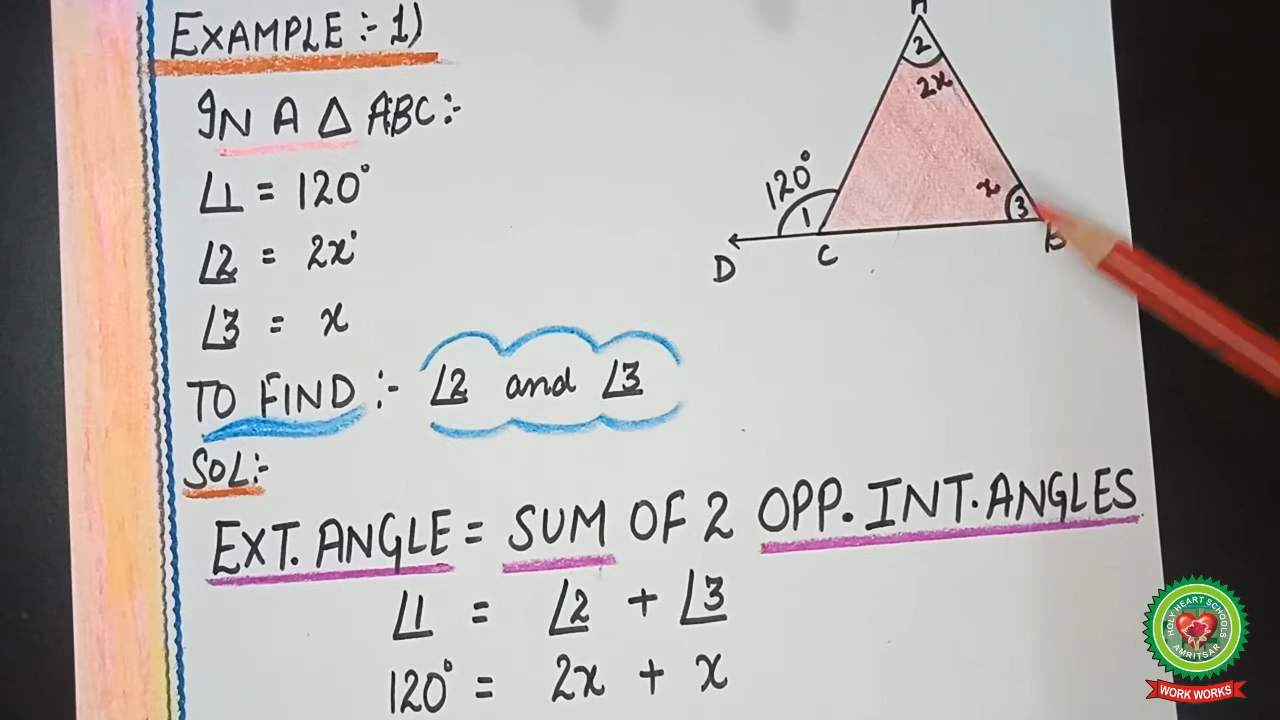 EXAMPLE :- 1)
IN A △ ABC:-
∠1 = 120°
∠2 = 2x°
∠3 = x
TO FIND :- ∠2 and ∠3
SOL:-
EXT. ANGLE = SUM OF 2 OPP. INT. ANGLES
∠1 = ∠2 + ∠3
120° = 2x + x
A
2
2x
120°
1
x
3
D
C
B
HOLY HEART SCHOOLS
AMRITSAR
WORK WORKS